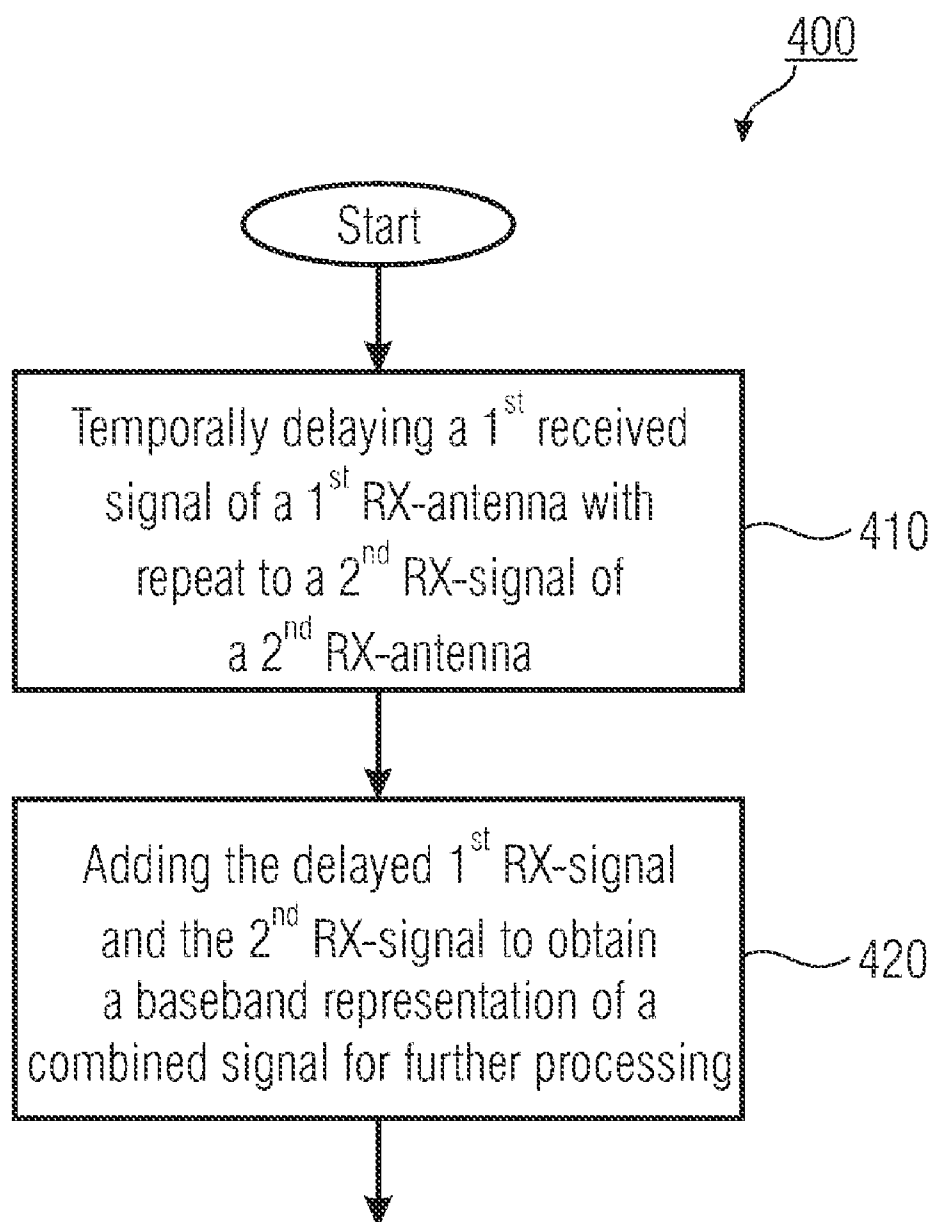 400
Start
Temporally delaying a 1st received
signal of a 1st RX-antenna with
repeat to a 2nd RX-signal of
a 2nd RX-antenna
410
Adding the delayed 1st RX-signal
and the 2nd RX-signal to obtain
a baseband representation of a
combined signal for further processing
420